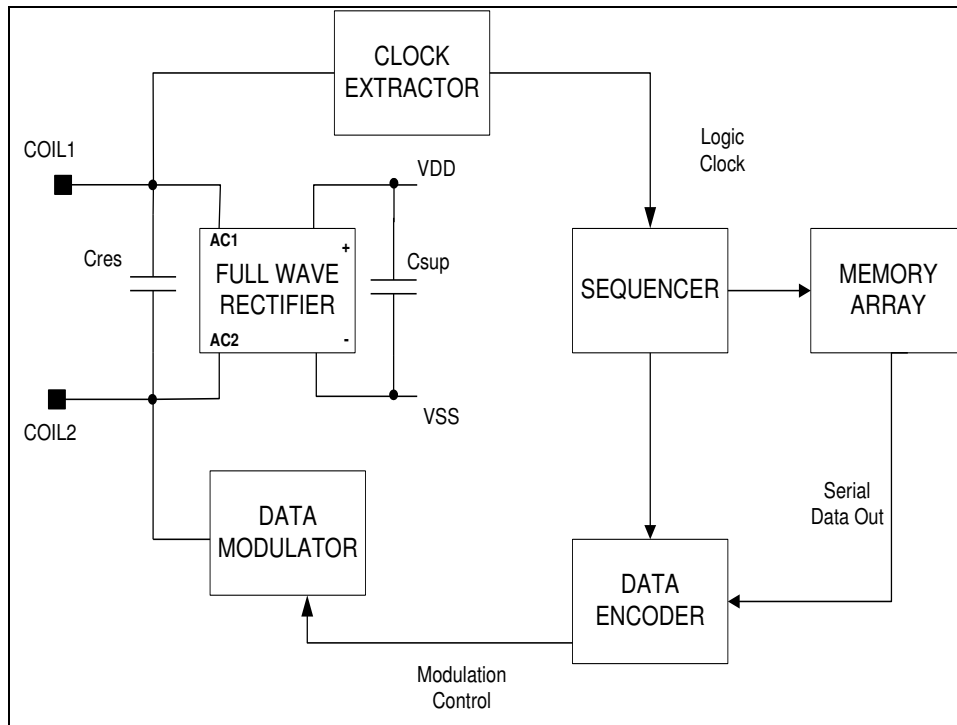 CLOCK
EXTRACTOR
Logic
Clock
COIL1
VDD
AC1
+
Cres
FULL WAVE
RECTIFIER
Csup
SEQUENCER
MEMORY
ARRAY
AC2
-
COIL2
VSS
DATA
MODULATOR
Serial
Data Out
DATA
ENCODER
Modulation
Control